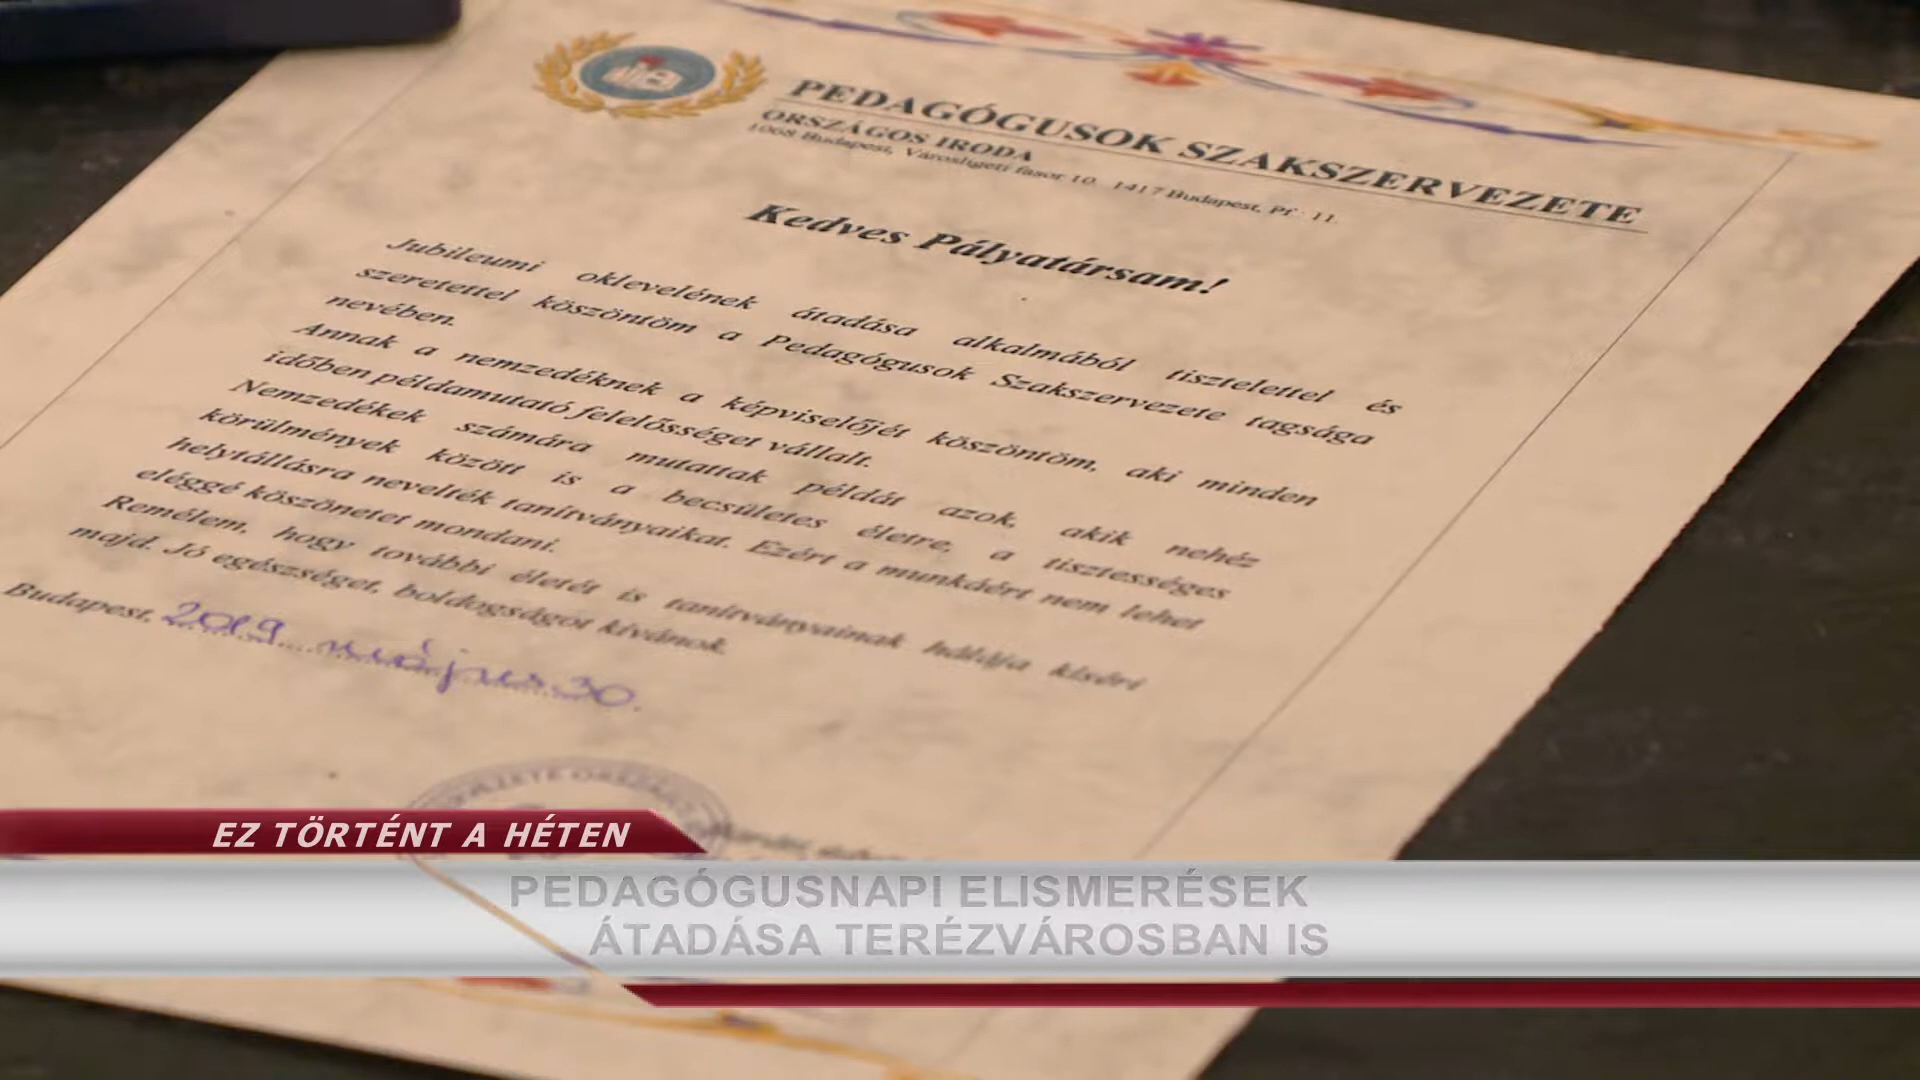 PEDAGÓGUSOK SZAKSZERVEZETE
ORSZÁGOS IRODA
1068 Budapest, Városligeti fasor 10. 1417 Budapest, Pf.: 11.
Kedves Pályatársam!
Jubileumi oklevelének átadása alkalmából tisztelettel és
szeretettel köszöntöm a Pedagógusok Szakszervezete tagsága
nevében.
Annak a nemzedéknek a képviselőjét köszöntöm, aki minden
időben példamutató felelősséget vállalt.
Nemzedékek számára mutattak példát azok, akik nehéz
körülmények között is a becsületes életre, a tisztességes
helytállásra nevelték tanítványaikat. Ezért a munkáért nem lehet
eléggé köszönetet mondani.
Remélem, hogy további életét is tanítványainak hálája kíséri
majd. Jó egészséget, boldogságot kívánok.
Budapest, 2019. május 30.
EZ TÖRTÉNT A HÉTEN
PEDAGÓGUSNAPI ELISMERÉSEK
ÁTADÁSA TERÉZVÁROSBAN IS